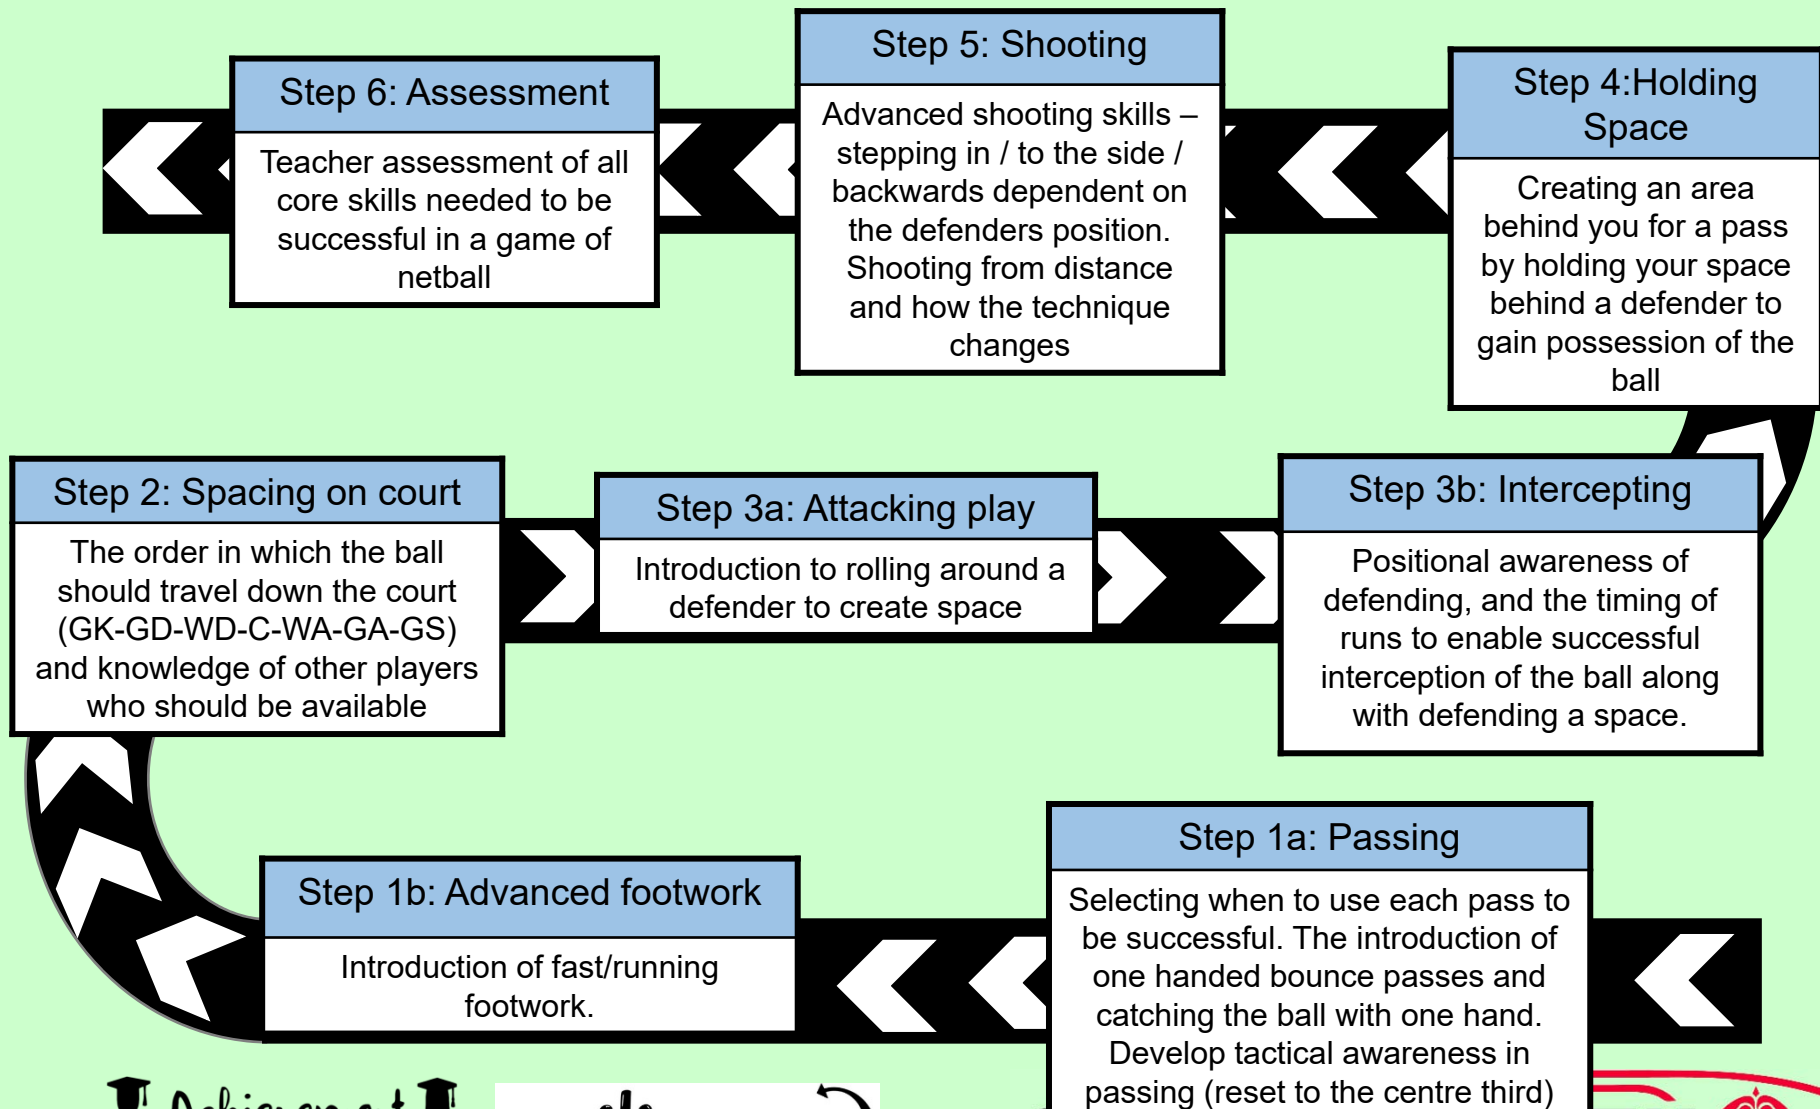 Step 6: Assessment
Teacher assessment of all
core skills needed to be
successful in a game of
netball
Step 5: Shooting
Advanced shooting skills –
stepping in / to the side /
backwards dependent on
the defenders position.
Shooting from distance
and how the technique
changes
Step 4:Holding
Space
Creating an area
behind you for a pass
by holding your space
behind a defender to
gain possession of the
ball
Step 2: Spacing on court
The order in which the ball
should travel down the court
(GK-GD-WD-C-WA-GA-GS)
and knowledge of other players
who should be available
Step 3a: Attacking play
Introduction to rolling around a
defender to create space
Step 3b: Intercepting
Positional awareness of
defending, and the timing of
runs to enable successful
interception of the ball along
with defending a space.
Step 1b: Advanced footwork
Introduction of fast/running
footwork.
Step 1a: Passing
Selecting when to use each pass to
be successful. The introduction of
one handed bounce passes and
catching the ball with one hand.
Develop tactical awareness in
passing (reset to the centre third)
Achievement